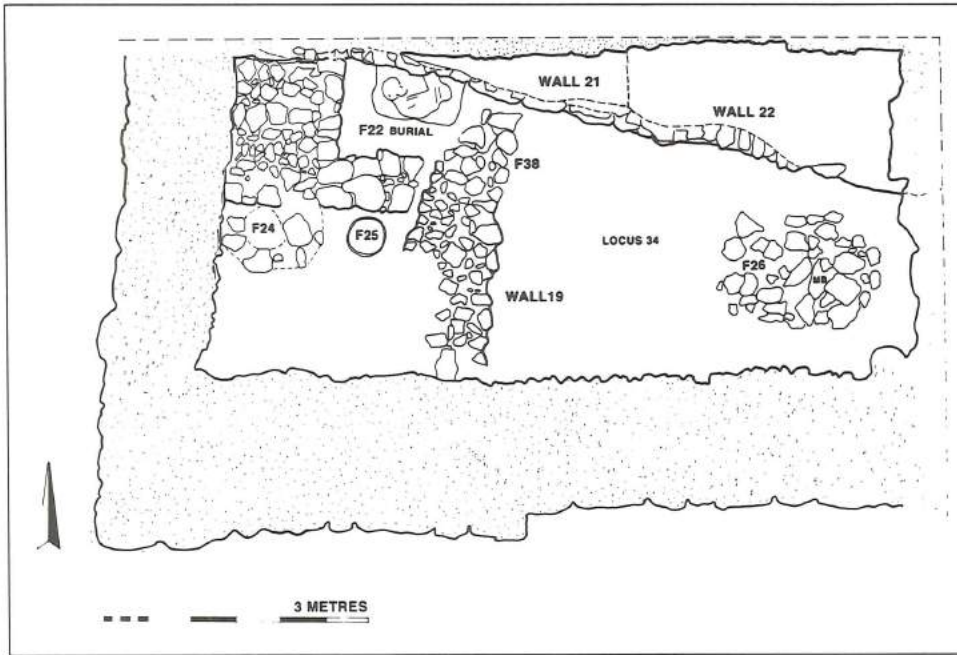 WALL 21
WALL 22
F22 BURIAL
F38
F24
F25
LOCUS 34
F26
MB
WALL19
3 METRES